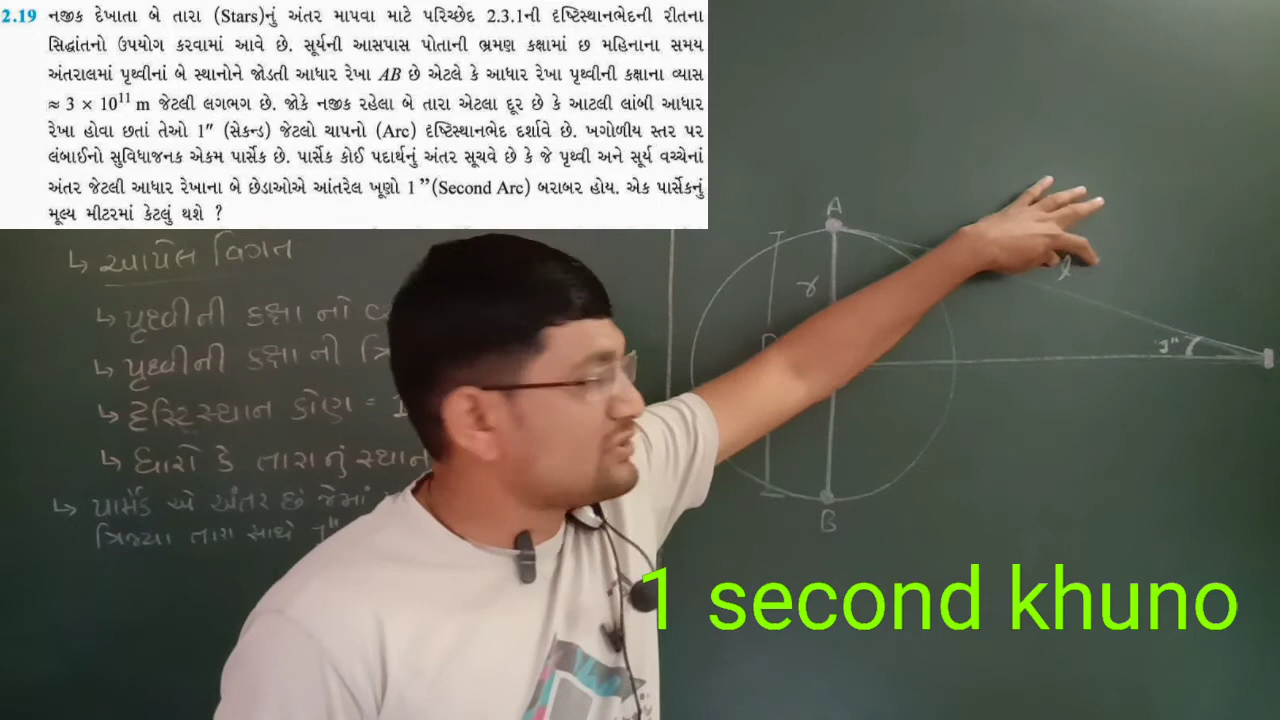 2.19 નજીક દેખાતા બે તારા (Stars)નું અંતર માપવા માટે પરિચ્છેદ 2.3.1ની દૃષ્ટિસ્થાનભેદની રીતના
સિદ્ધાંતનો ઉપયોગ કરવામાં આવે છે. સૂર્યની આસપાસ પોતાની ભ્રમણ કક્ષામાં છ મહિનાના સમય
અંતરાલમાં પૃથ્વીનાં બે સ્થાનોને જોડતી આધાર રેખા AB છે એટલે કે આધાર રેખા પૃથ્વીની કક્ષાના વ્યાસ
≈ 3 × 10¹¹ m જેટલી લગભગ છે. જોકે નજીક રહેલા બે તારા એટલા દૂર છે કે આટલી લાંબી આધાર
રેખા હોવા છતાં તેઓ 1″ (સેકન્ડ) જેટલો ચાપનો (Arc) દૃષ્ટિસ્થાનભેદ દર્શાવે છે. ખગોળીય સ્તર પર
લંબાઈનો સુવિધાજનક એકમ પાર્સેક છે. પાર્સેક કોઈ પદાર્થનું અંતર સૂચવે છે કે જે પૃથ્વી અને સૂર્ય વચ્ચેનાં
અંતર જેટલી આધાર રેખાના બે છેડાઓએ આંતરેલ ખૂણો 1 ”(Second Arc) બરાબર હોય. એક પાર્સેકનું
મૂલ્ય મીટરમાં કેટલું થશે ?
↳ આપેલ વિગત
↳ પૃથ્વીની કક્ષા નો
↳ પૃથ્વીની કક્ષા ની
↳ દ્રષ્ટિસ્થાન કોણ = 1
↳ ધારો કે તારાનું સ્થાન
↳ પાર્સેક એ અંતર છે જેમાં
ત્રિજ્યા તારા સાથે 1"
A
r
l
1"
D
B
1 second khuno